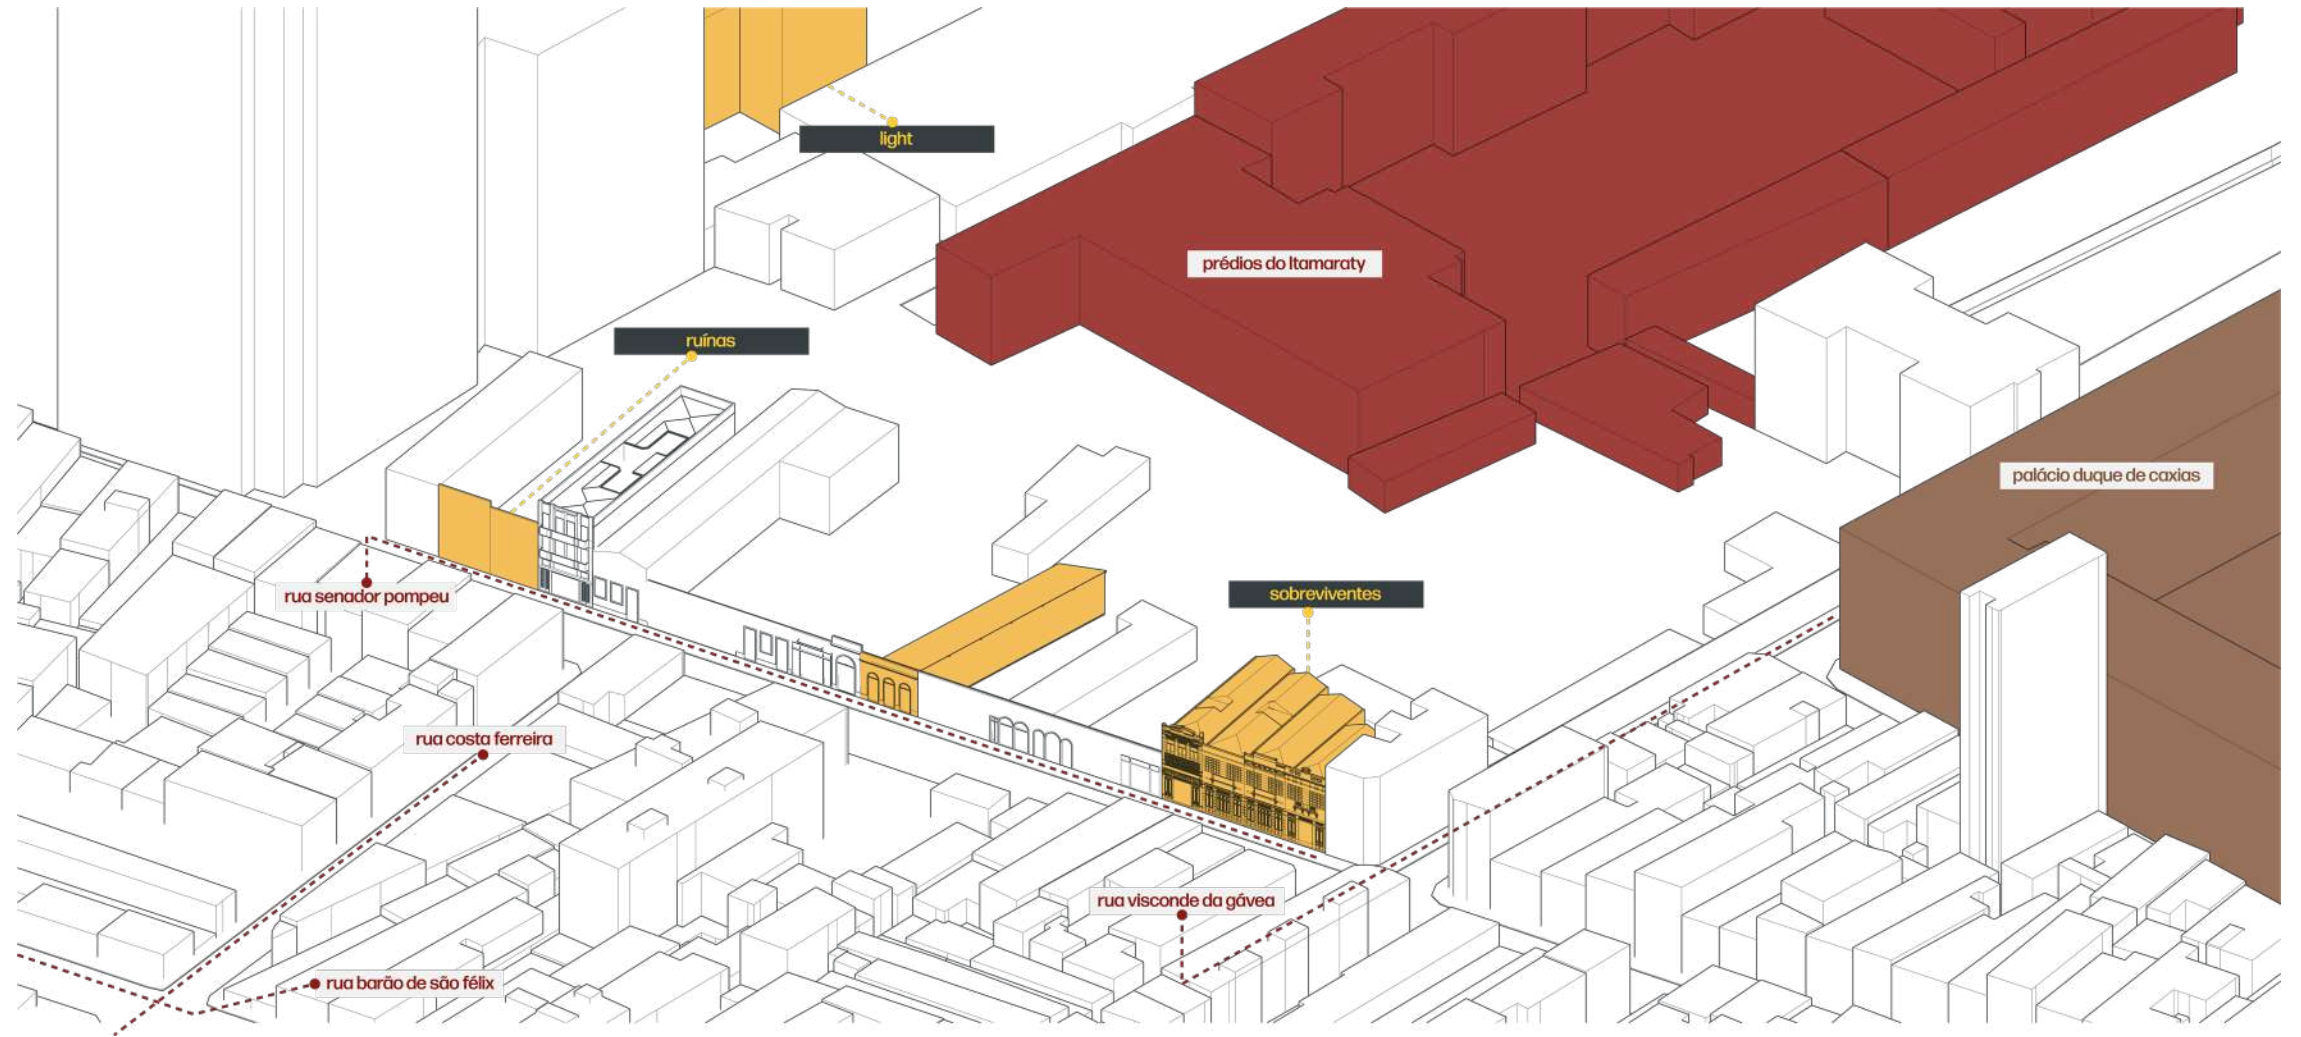 light
prédios do Itamaraty
ruínas
palácio duque de caxias
rua senador pompeu
sobreviventes
rua costa ferreira
rua visconde da gávea
rua barão de são félix